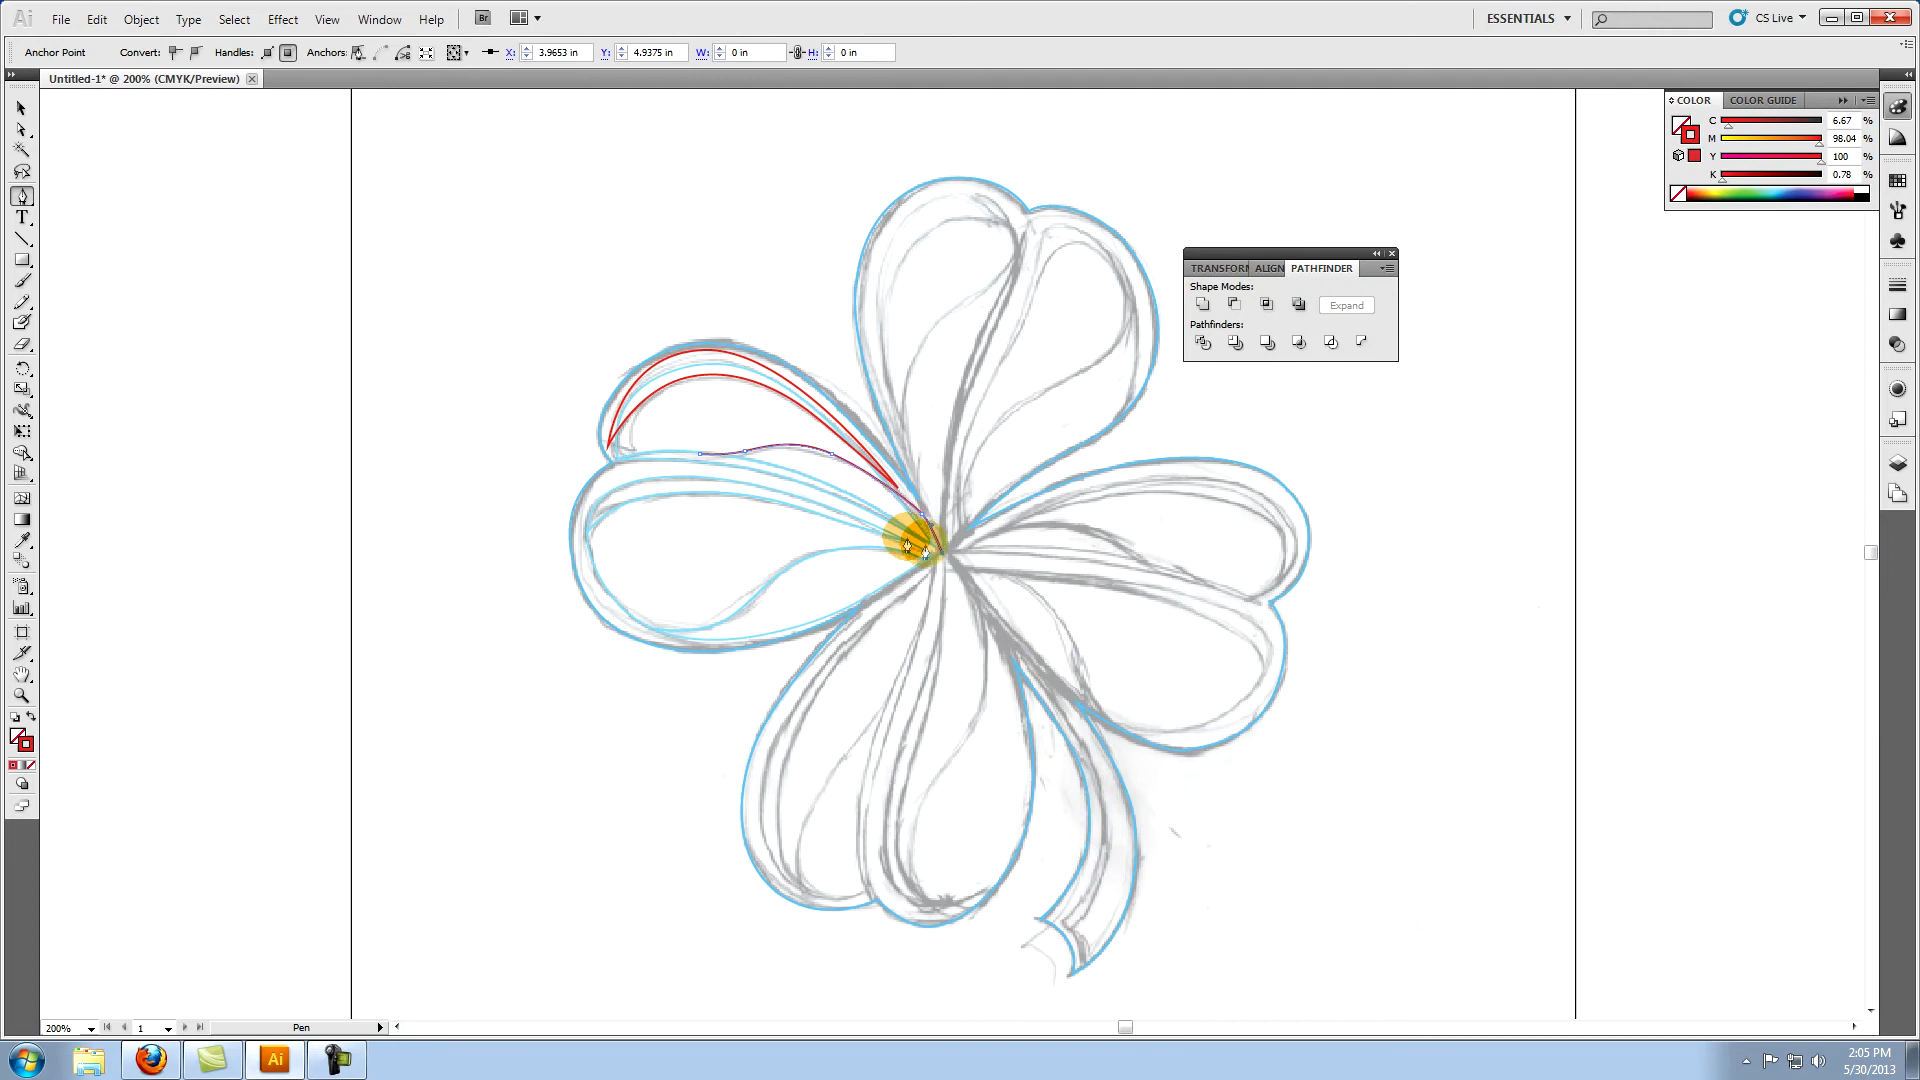 Ai File Edit Object Type Select Effect View Window Help Br ESSENTIALS CS Live
Anchor Point Convert: Handles: Anchors: X: 3.9653 in Y: 4.9375 in W: 0 in H: 0 in
Untitled-1* @ 200% (CMYK/Preview)
COLOR COLOR GUIDE
C 6.67 %
M 98.04 %
Y 100 %
K 0.78 %
TRANSFORM ALIGN PATHFINDER
Shape Modes:
Expand
Pathfinders:
T
200% 1 Pen
Ai
2:05 PM
5/30/2013